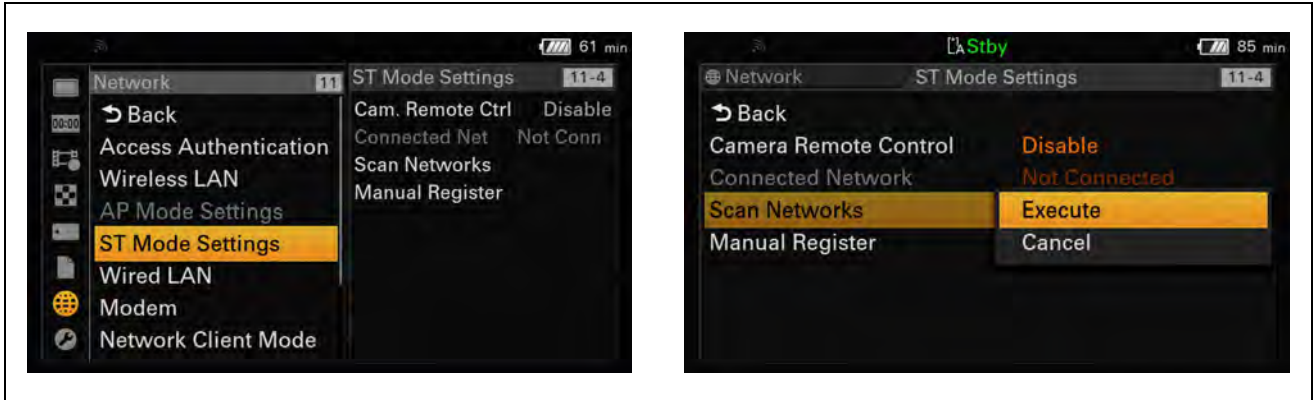 61 min
Network 11
Back
Access Authentication
Wireless LAN
AP Mode Settings
ST Mode Settings
Wired LAN
Modem
Network Client Mode
00:00
ST Mode Settings 11-4
Cam. Remote Ctrl Disable
Connected Net Not Conn
Scan Networks
Manual Register
Stby 85 min
Network ST Mode Settings 11-4
Back
Camera Remote Control Disable
Connected Network Not Connected
Scan Networks Execute
Manual Register Cancel